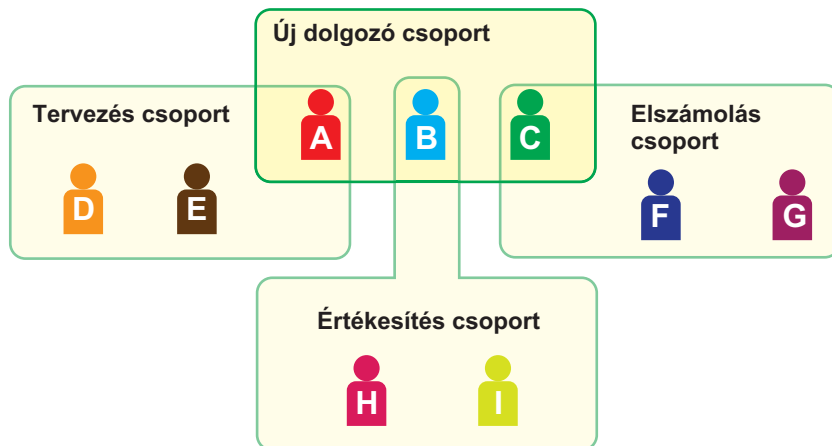 Új dolgozó csoport
Tervezés csoport
A
B
C
Elszámolás
csoport
D
E
F
G
Értékesítés csoport
H
I